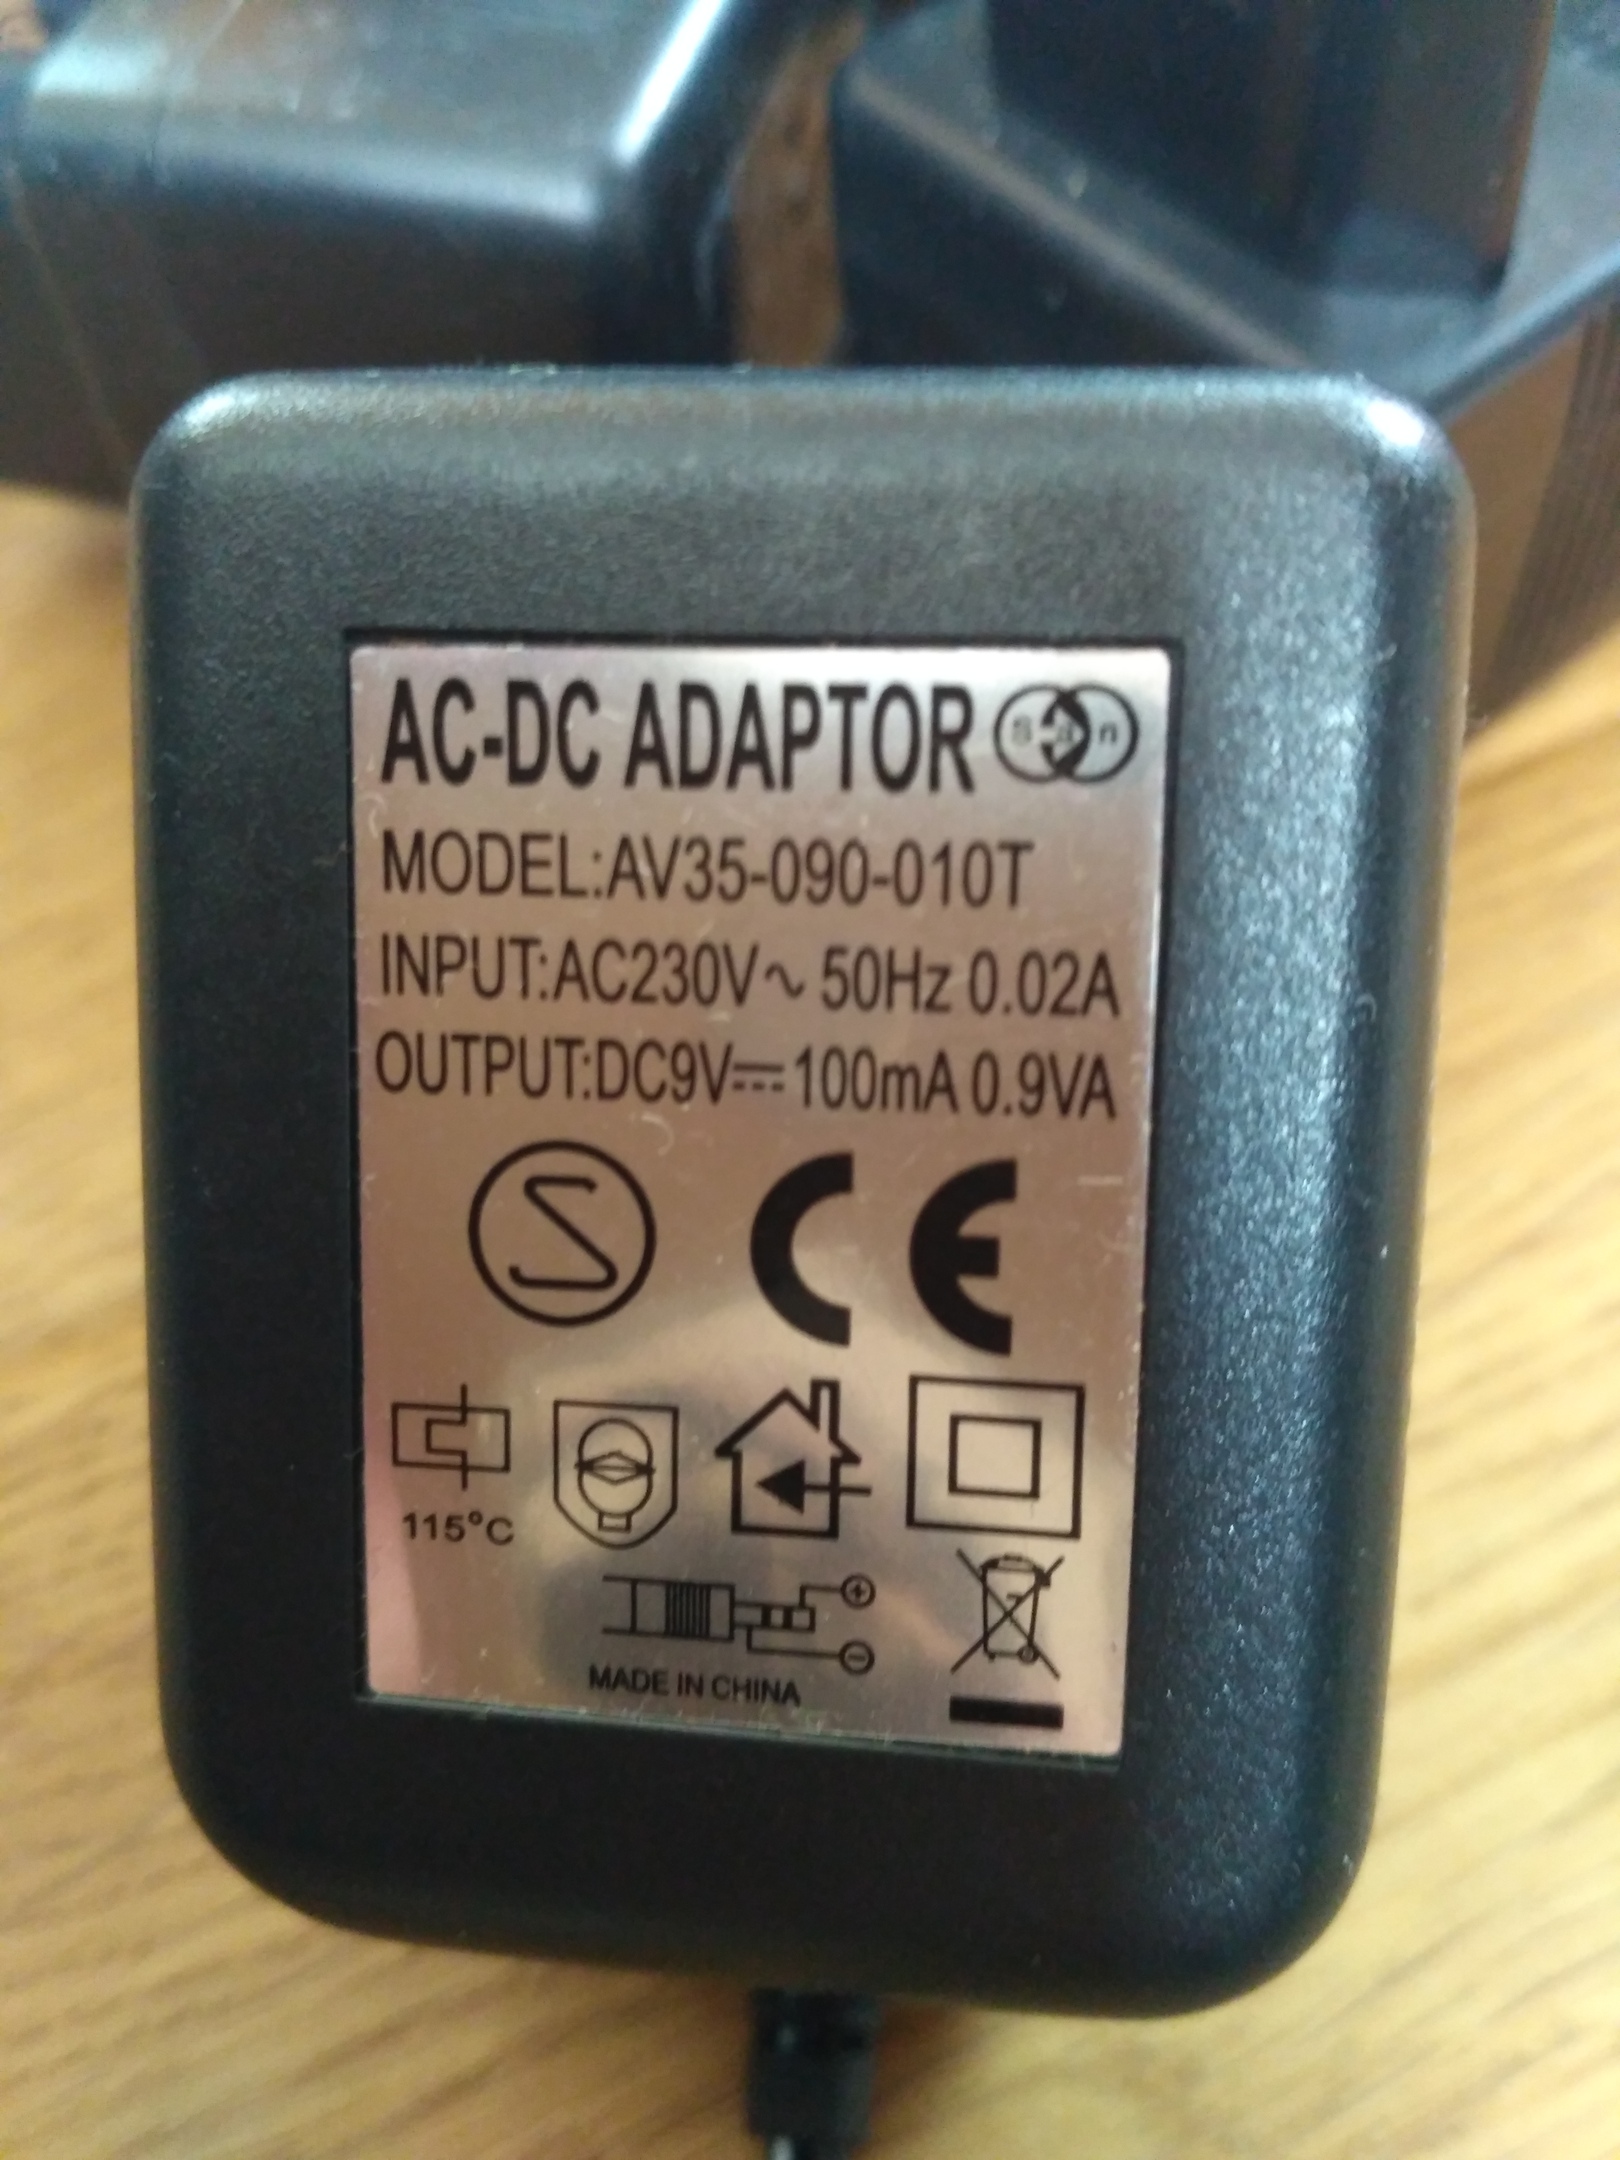 AC-DC ADAPTOR
MODEL:AV35-090-010T
INPUT:AC230V~ 50Hz 0.02A
OUTPUT:DC9V⎓100mA 0.9VA
S
CE
115°C
+
−
MADE IN CHINA